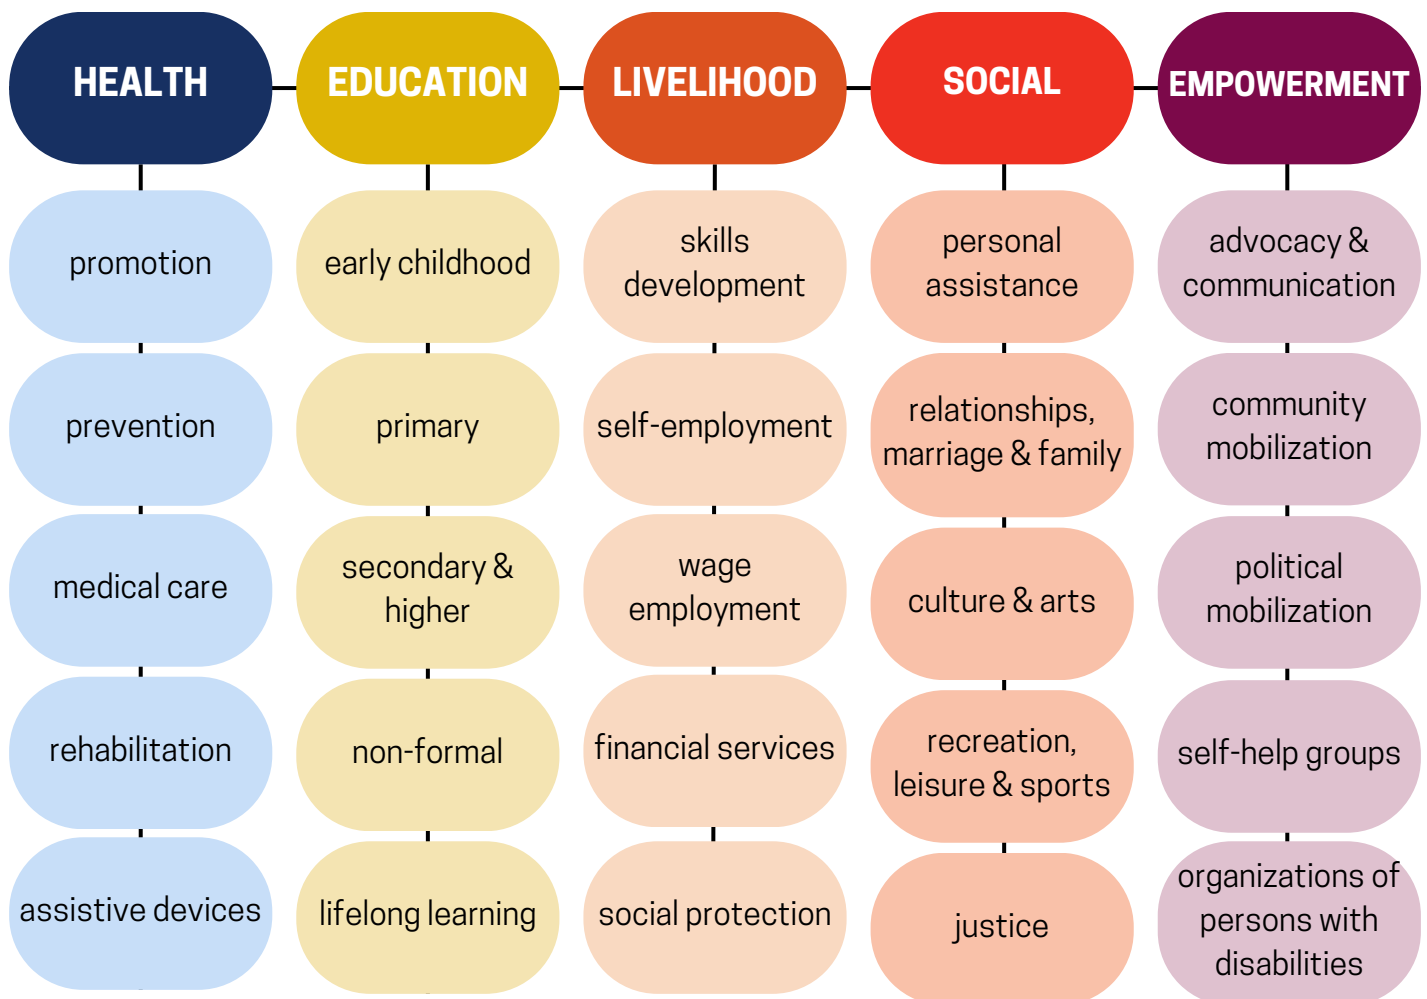 HEALTH
EDUCATION
LIVELIHOOD
SOCIAL
EMPOWERMENT
promotion
prevention
medical care
rehabilitation
assistive devices
early childhood
primary
secondary &
higher
non-formal
lifelong learning
skills
development
self-employment
wage
employment
financial services
social protection
personal
assistance
relationships,
marriage & family
culture & arts
recreation,
leisure & sports
justice
advocacy &
communication
community
mobilization
political
mobilization
self-help groups
organizations of
persons with
disabilities